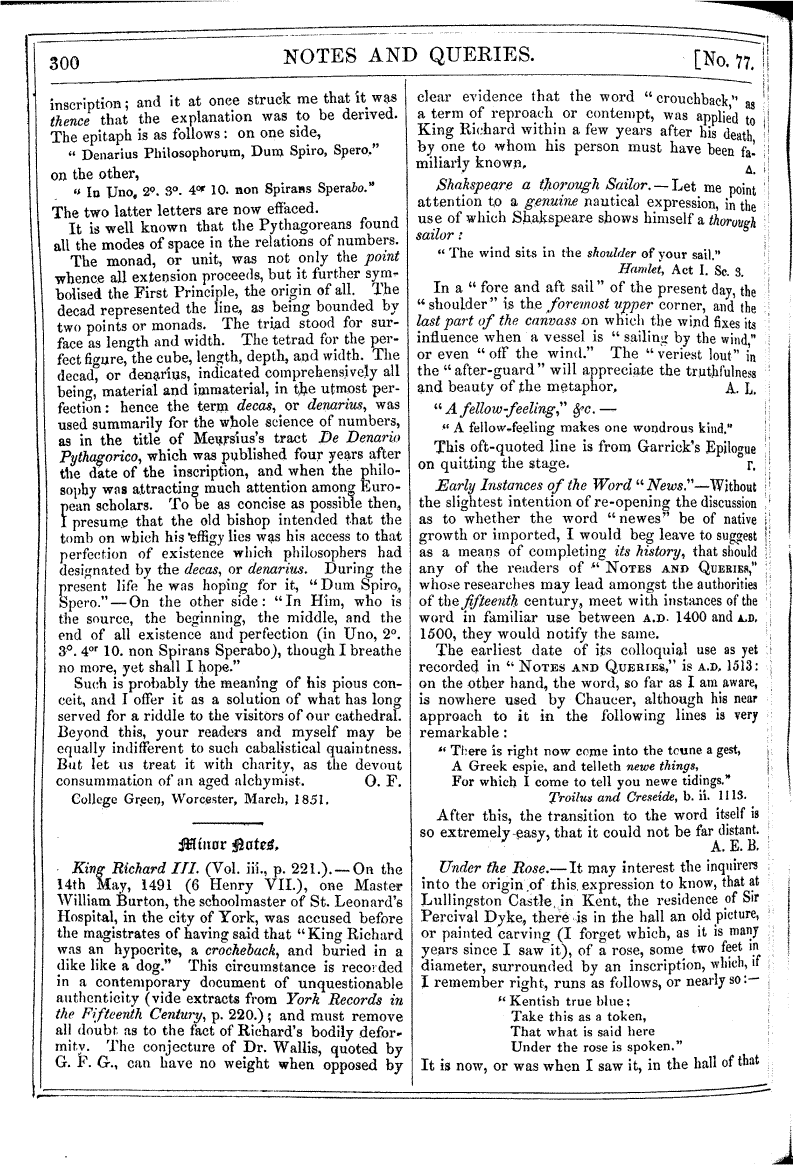 300
NOTES AND QUERIES.
[No. 77.
inscription; and it at once struck me that it was
thence that the explanation was to be derived.
The epitaph is as follows: on one side,
“Denarius Philosophorum, Dum Spiro, Spero.”
on the other,
“In Uno, 2º. 3º. 4ºʳ 10. non Spirans Sperabo.”
The two latter letters are now effaced.
It is well known that the Pythagoreans found
all the modes of space in the relations of numbers.
The monad, or unit, was not only the point
whence all extension proceeds, but it further sym-
bolised the First Principle, the origin of all. The
decad represented the line, as being bounded by
two points or monads. The triad stood for sur-
face as length and width. The tetrad for the per-
fect figure, the cube, length, depth, and width. The
decad, or denarius, indicated comprehensively all
being, material and immaterial, in the utmost per-
fection: hence the term decas, or denarius, was
used summarily for the whole science of numbers,
as in the title of Meursius's tract De Denario
Pythagorico, which was published four years after
the date of the inscription, and when the philo-
sophy was attracting much attention among Euro-
pean scholars. To be as concise as possible then,
I presume that the old bishop intended that the
tomb on which his effigy lies was his access to that
perfection of existence which philosophers had
designated by the decas, or denarius. During the
present life he was hoping for it, “Dum Spiro,
Spero.”—On the other side: “In Him, who is
the source, the beginning, the middle, and the
end of all existence and perfection (in Uno, 2º.
3º. 4ºʳ 10. non Spirans Sperabo), though I breathe
no more, yet shall I hope.”
Such is probably the meaning of his pious con-
ceit, and I offer it as a solution of what has long
served for a riddle to the visitors of our cathedral.
Beyond this, your readers and myself may be
equally indifferent to such cabalistical quaintness.
But let us treat it with charity, as the devout
consummation of an aged alchymist. O. F.
College Green, Worcester, March, 1851.
Minor Notes.
King Richard III. (Vol. iii., p. 221.).—On the
14th May, 1491 (6 Henry VII.), one Master
William Burton, the schoolmaster of St. Leonard's
Hospital, in the city of York, was accused before
the magistrates of having said that “King Richard
was an hypocrite, a crocheback, and buried in a
dike like a dog.” This circumstance is recorded
in a contemporary document of unquestionable
authenticity (vide extracts from York Records in
the Fifteenth Century, p. 220.); and must remove
all doubt as to the fact of Richard's bodily defor-
mity. The conjecture of Dr. Wallis, quoted by
G. F. G., can have no weight when opposed by
clear evidence that the word “crouchback,” as
a term of reproach or contempt, was applied to
King Richard within a few years after his death,
by one to whom his person must have been fa-
miliarly known. Δ.
Shakspeare a thorough Sailor.—Let me point
attention to a genuine nautical expression, in the
use of which Shakspeare shows himself a thorough
sailor:
“The wind sits in the shoulder of your sail.”
Hamlet, Act I. Sc. 3.
In a “fore and aft sail” of the present day, the
“shoulder” is the foremost upper corner, and the
last part of the canvass on which the wind fixes its
influence when a vessel is “sailing by the wind,”
or even “off the wind.” The “veriest lout” in
the “after-guard” will appreciate the truthfulness
and beauty of the metaphor. A. L.
“A fellow-feeling,” &c.—
“A fellow-feeling makes one wondrous kind.”
This oft-quoted line is from Garrick's Epilogue
on quitting the stage. Γ.
Early Instances of the Word “News.”—Without
the slightest intention of re-opening the discussion
as to whether the word “newes” be of native
growth or imported, I would beg leave to suggest
as a means of completing its history, that should
any of the readers of “NOTES AND QUERIES,”
whose researches may lead amongst the authorities
of the fifteenth century, meet with instances of the
word in familiar use between A.D. 1400 and A.D.
1500, they would notify the same.
The earliest date of its colloquial use as yet
recorded in “NOTES AND QUERIES,” is A.D. 1513:
on the other hand, the word, so far as I am aware,
is nowhere used by Chaucer, although his near
approach to it in the following lines is very
remarkable:
“There is right now come into the toune a gest,
A Greek espie, and telleth newe things,
For which I come to tell you newe tidings.”
Troilus and Creseide, b. ii. 1113.
After this, the transition to the word itself is
so extremely easy, that it could not be far distant.
A. E. B.
Under the Rose.—It may interest the inquirers
into the origin of this expression to know, that at
Lullingston Castle in Kent, the residence of Sir
Percival Dyke, there is in the hall an old picture,
or painted carving (I forget which, as it is many
years since I saw it), of a rose, some two feet in
diameter, surrounded by an inscription, which, if
I remember right, runs as follows, or nearly so:—
“Kentish true blue;
Take this as a token,
That what is said here
Under the rose is spoken.”
It is now, or was when I saw it, in the hall of that